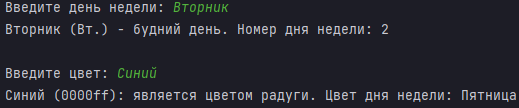 Введите день недели: Вторник
Вторник (Вт.) - будний день. Номер дня недели: 2
Введите цвет: Синий
Синий (0000ff): является цветом радуги. Цвет дня недели: Пятница